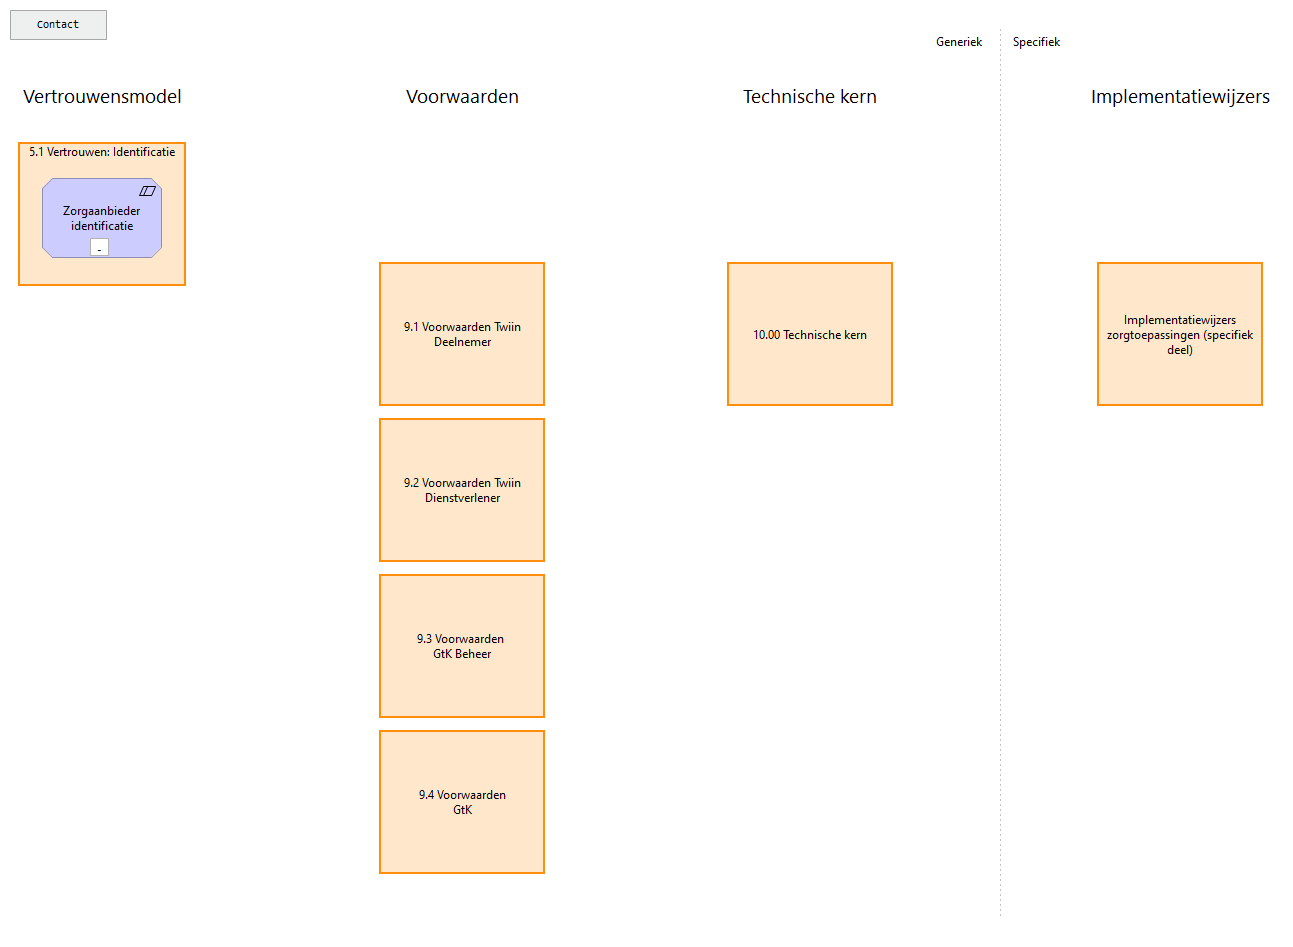 Contact
Generiek
Specifiek
Vertrouwensmodel
Voorwaarden
Technische kern
Implementatiewijzers
5.1 Vertrouwen: Identificatie
Zorgaanbieder
identificatie
-
9.1 Voorwaarden Twiin
Deelnemer
10.00 Technische kern
Implementatiewijzers
zorgtoepassingen (specifiek
deel)
9.2 Voorwaarden Twiin
Dienstverlener
9.3 Voorwaarden
GtK Beheer
9.4 Voorwaarden
GtK